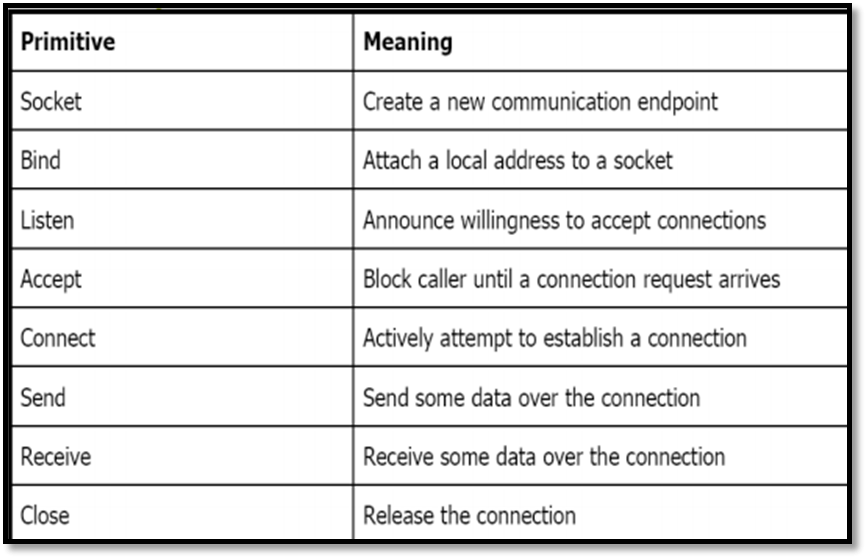 Primitive Meaning
Socket Create a new communication endpoint
Bind Attach a local address to a socket
Listen Announce willingness to accept connections
Accept Block caller until a connection request arrives
Connect Actively attempt to establish a connection
Send Send some data over the connection
Receive Receive some data over the connection
Close Release the connection